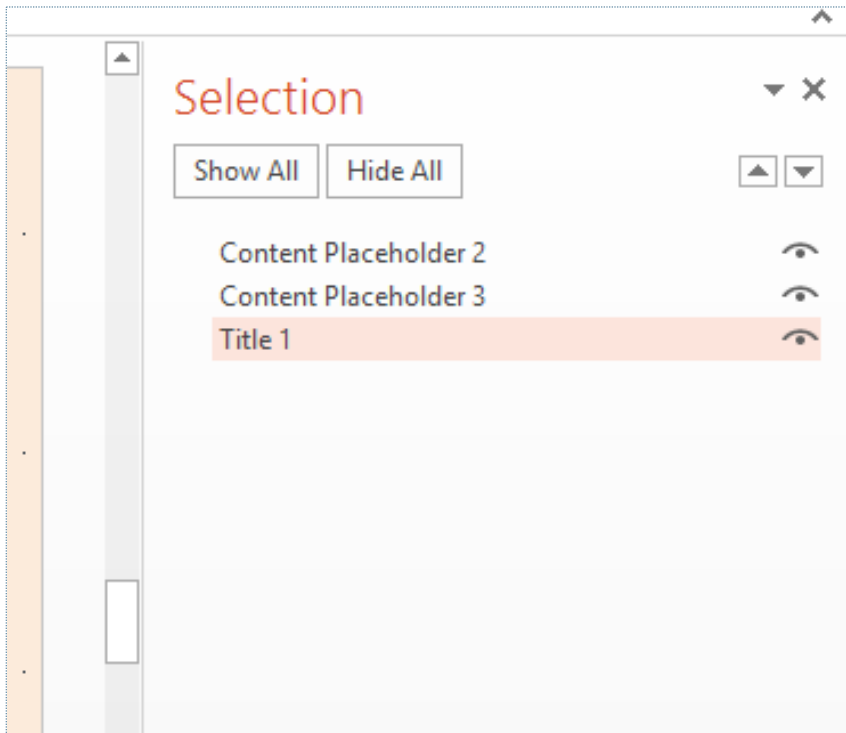 Selection
Show All Hide All
Content Placeholder 2
Content Placeholder 3
Title 1